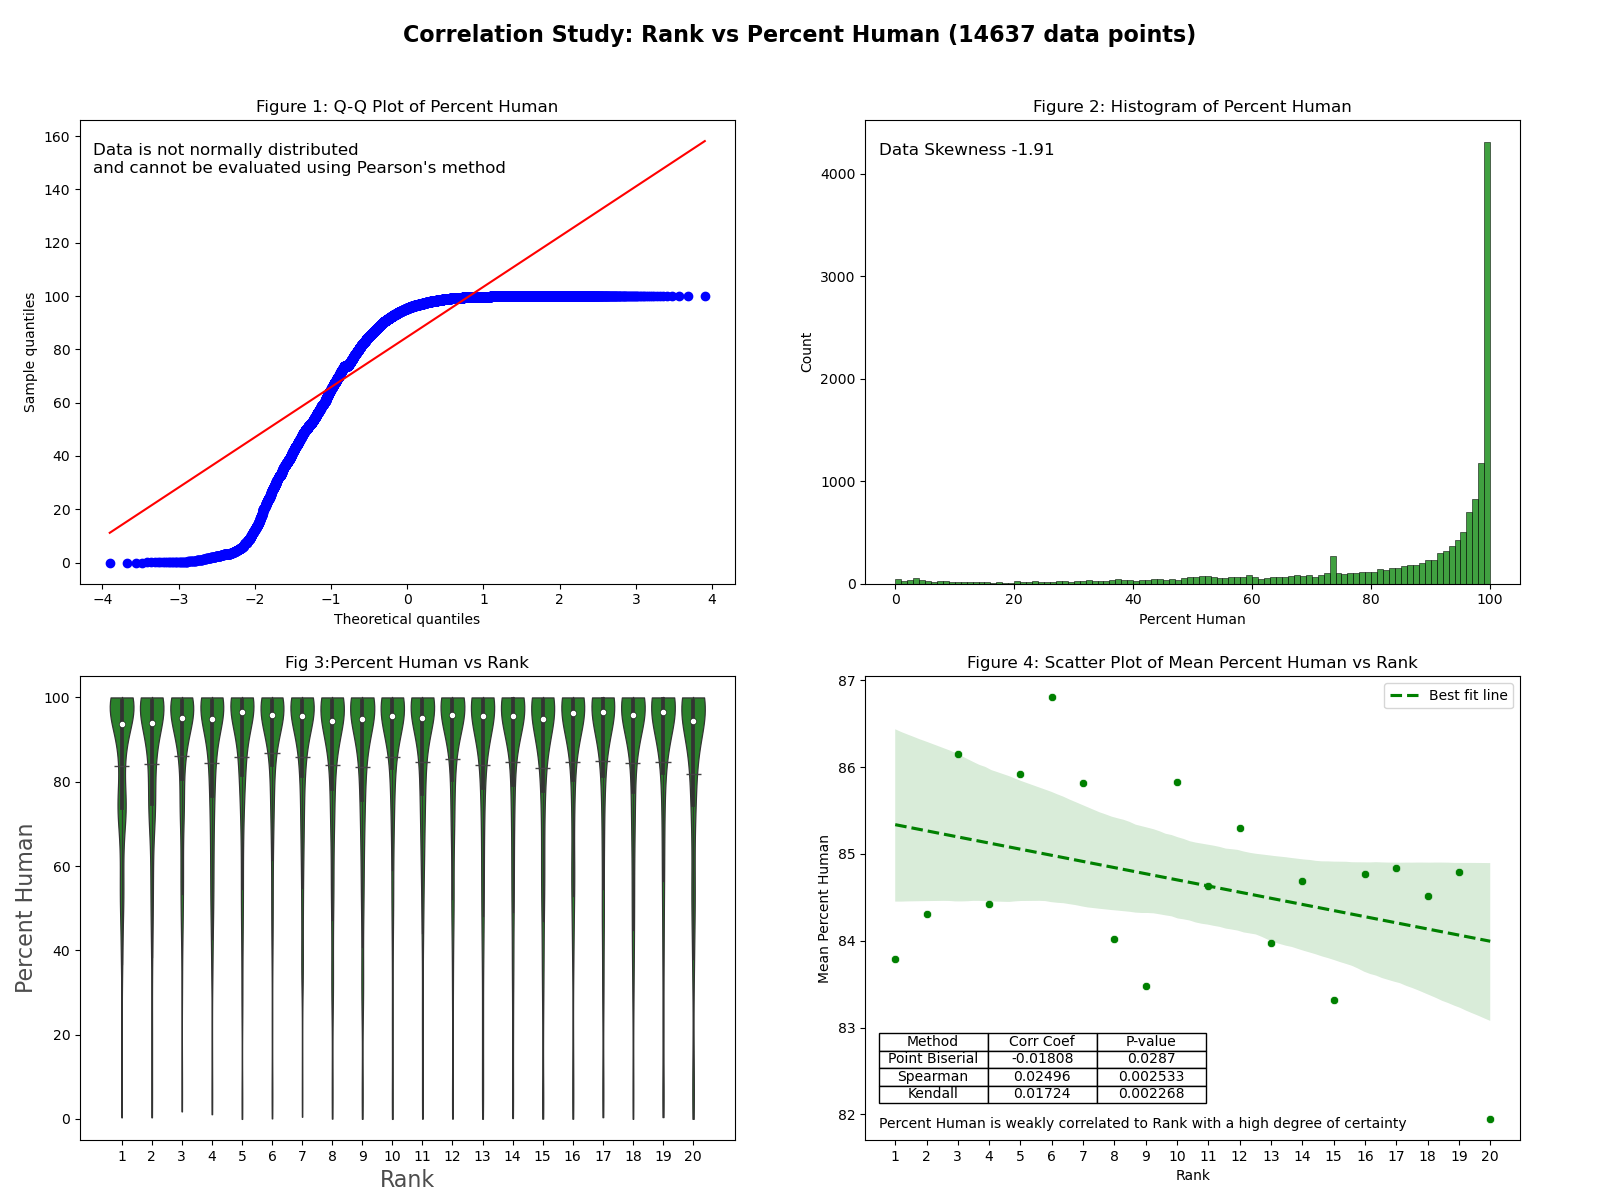 Correlation Study: Rank vs Percent Human (14637 data points)
Figure 1: Q-Q Plot of Percent Human
Data is not normally distributed
and cannot be evaluated using Pearson's method
160
140
120
100
80
60
40
20
0
Sample quantiles
−4 −3 −2 −1 0 1 2 3 4
Theoretical quantiles
Figure 2: Histogram of Percent Human
Data Skewness -1.91
4000
3000
2000
1000
0
Count
0 20 40 60 80 100
Percent Human
Fig 3:Percent Human vs Rank
100
80
60
40
20
0
Percent Human
1 2 3 4 5 6 7 8 9 10 11 12 13 14 15 16 17 18 19 20
Rank
Figure 4: Scatter Plot of Mean Percent Human vs Rank
Best fit line
87
86
85
84
83
82
Mean Percent Human
Method Corr Coef P-value
Point Biserial -0.01808 0.0287
Spearman 0.02496 0.002533
Kendall 0.01724 0.002268
Percent Human is weakly correlated to Rank with a high degree of certainty
1 2 3 4 5 6 7 8 9 10 11 12 13 14 15 16 17 18 19 20
Rank